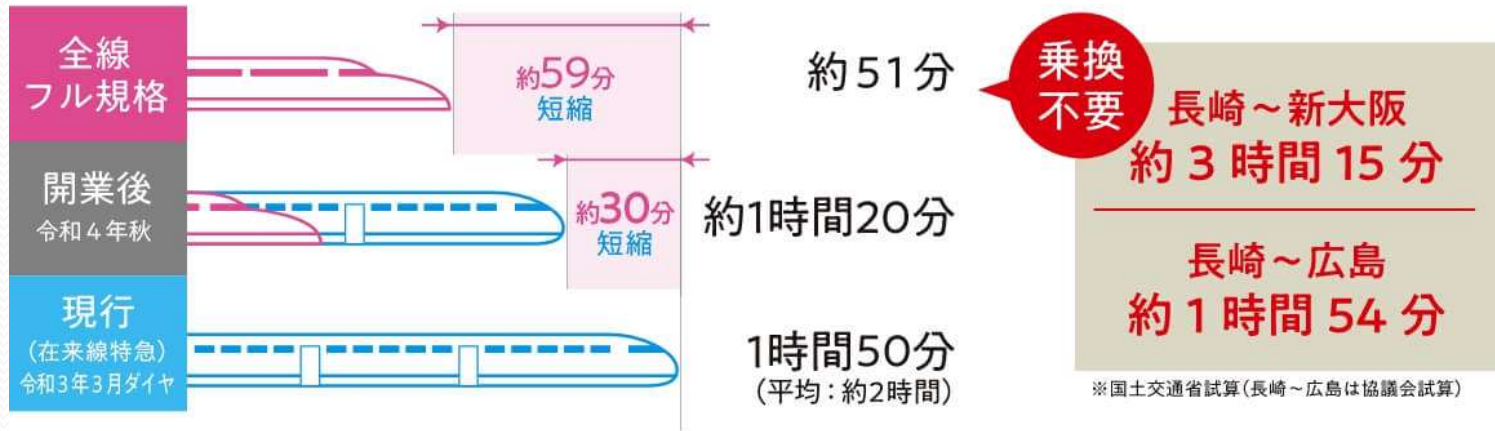 全線
フル規格
約59分
短縮
約51分
乗換
不要
長崎～新大阪
約3時間15分
開業後
令和4年秋
約30分
短縮
約1時間20分
長崎～広島
約1時間54分
現行
(在来線特急)
令和3年3月ダイヤ
1時間50分
(平均：約2時間)
※国土交通省試算(長崎～広島は協議会試算)